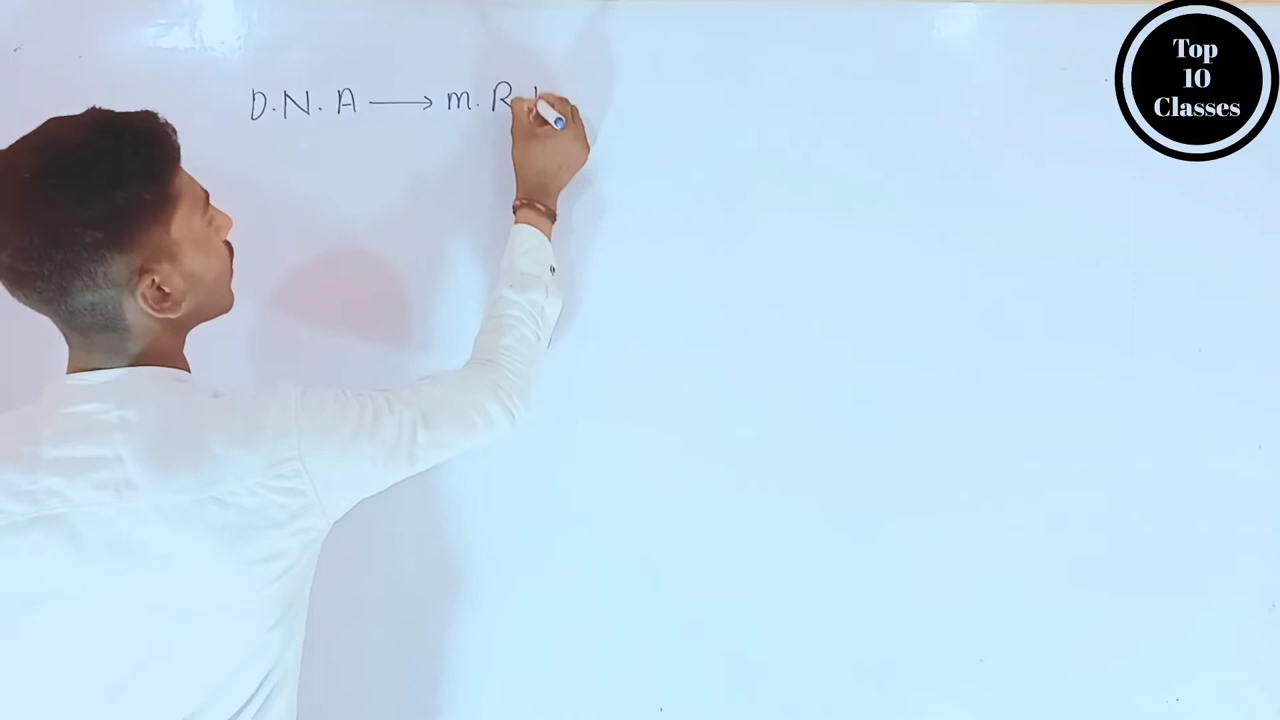 D.N.A → m.R
Top
10
Classes